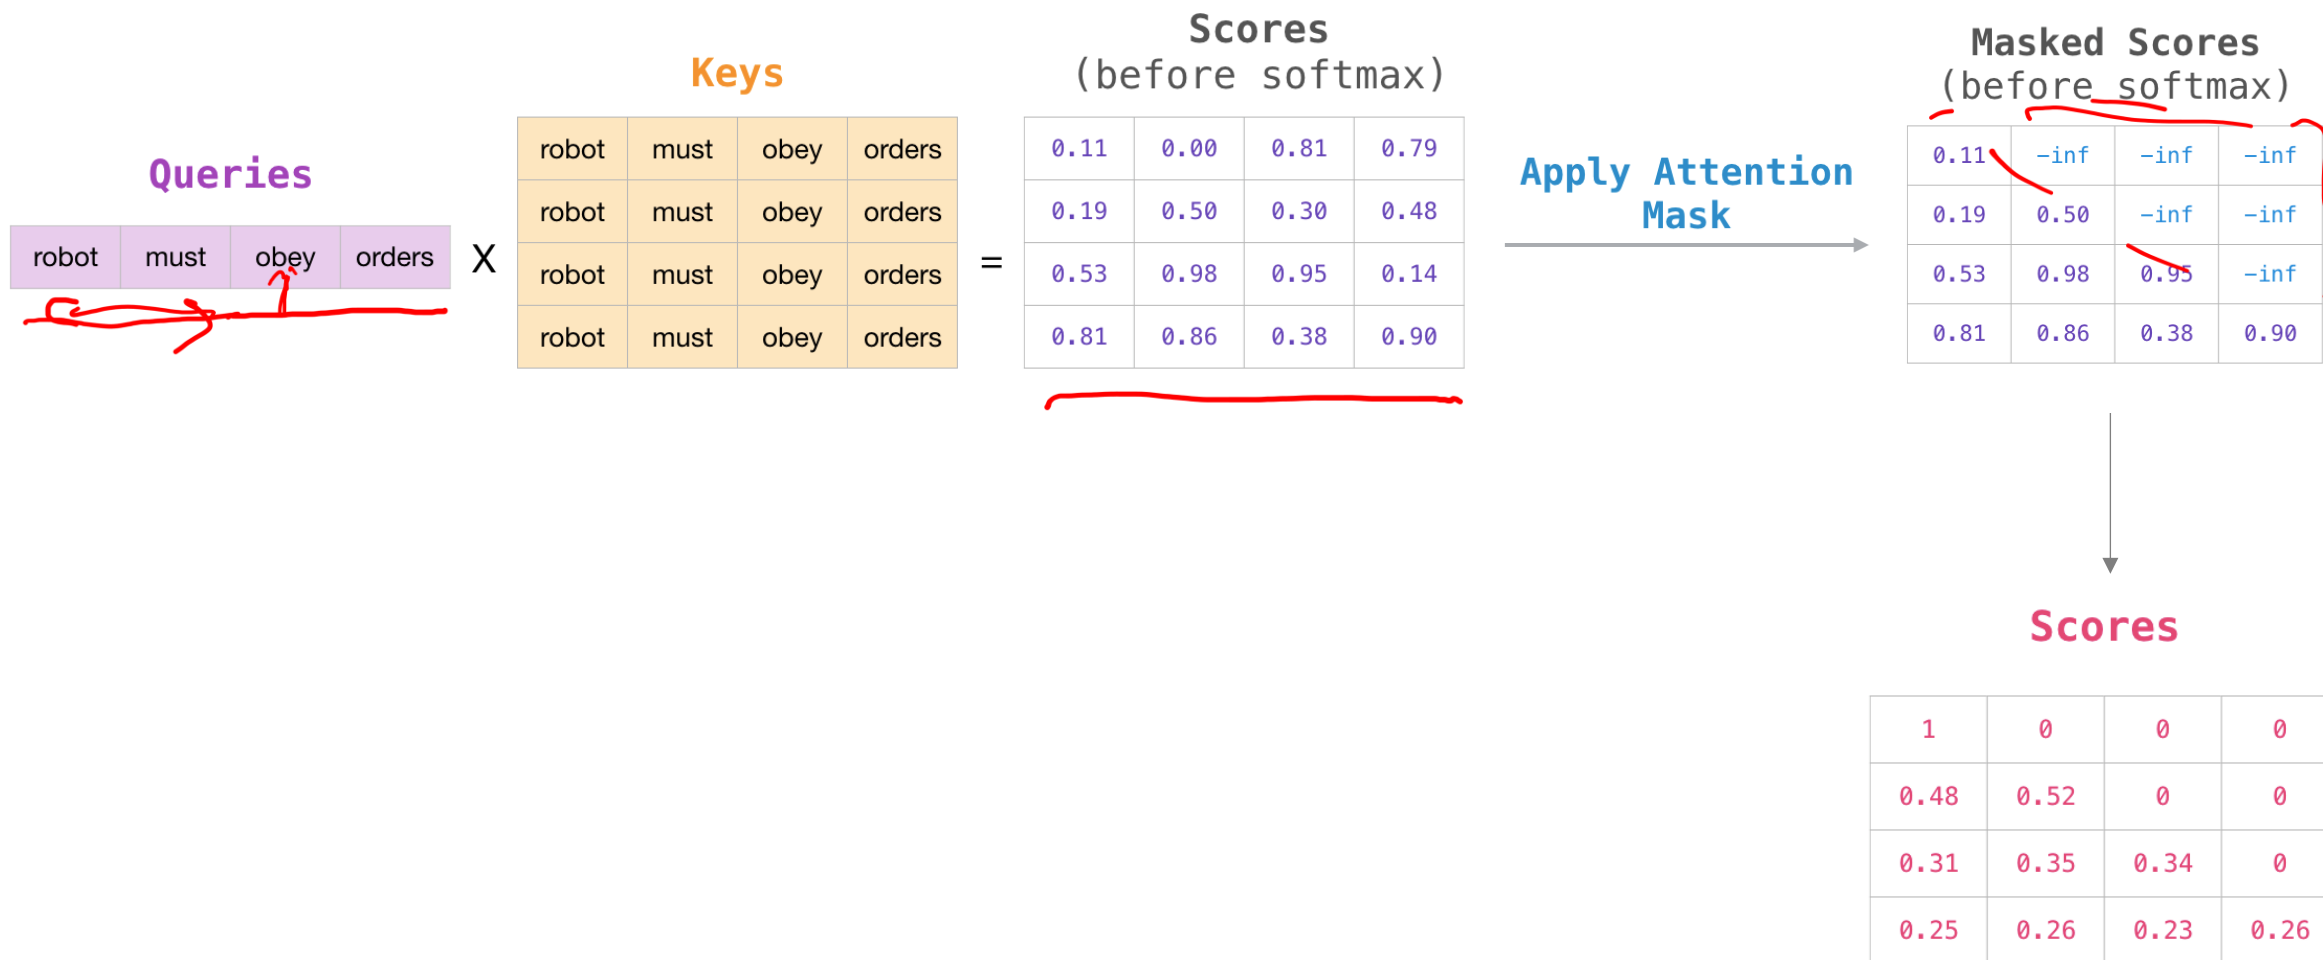 Queries
robot must obey orders
X
Keys
robot must obey orders
robot must obey orders
robot must obey orders
robot must obey orders
=
Scores
(before softmax)
0.11 0.00 0.81 0.79
0.19 0.50 0.30 0.48
0.53 0.98 0.95 0.14
0.81 0.86 0.38 0.90
Apply Attention
Mask
Masked Scores
(before softmax)
0.11 -inf -inf -inf
0.19 0.50 -inf -inf
0.53 0.98 0.95 -inf
0.81 0.86 0.38 0.90
Scores
1 0 0 0
0.48 0.52 0 0
0.31 0.35 0.34 0
0.25 0.26 0.23 0.26